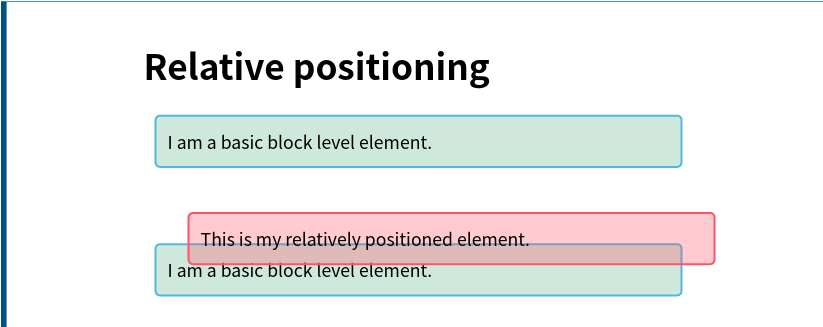 Relative positioning
I am a basic block level element.
This is my relatively positioned element.
I am a basic block level element.